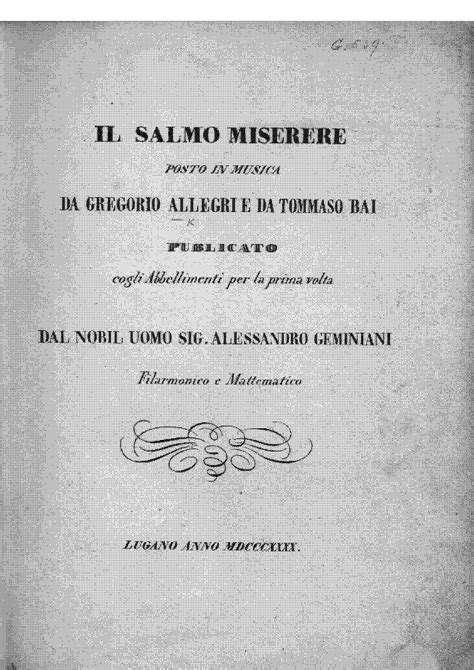 G. 539.
IL SALMO MISERERE
POSTO IN MUSICA
DA GREGORIO ALLEGRI E DA TOMMASO BAI
K
PUBLICATO
cogli Abbellimenti per la prima volta
DAL NOBIL UOMO SIG. ALESSANDRO GEMINIANI
Filarmonico e Mattematico
LUGANO ANNO MDCCCXXXX.